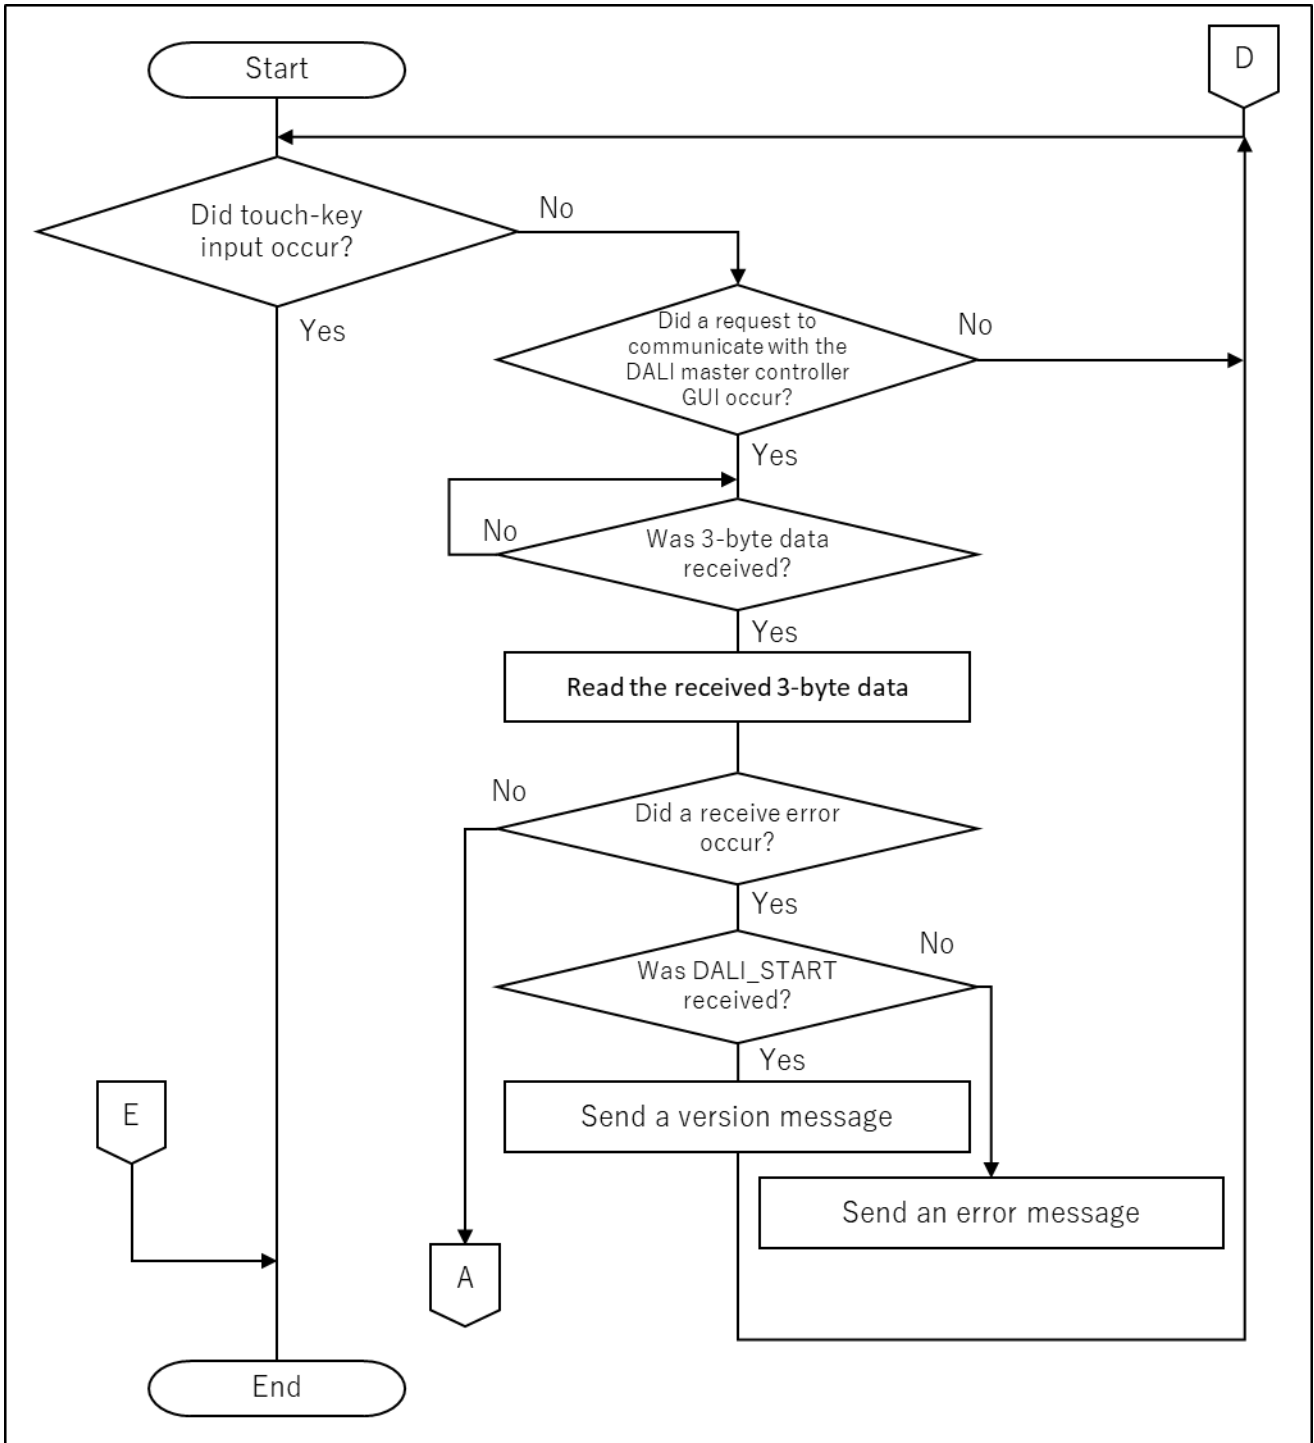 Start
D
Did touch-key
input occur?
No
Yes
Did a request to
communicate with the
DALI master controller
GUI occur?
No
Yes
No
Was 3-byte data
received?
Yes
Read the received 3-byte data
No
Did a receive error
occur?
Yes
No
Was DALI_START
received?
Yes
Send a version message
E
Send an error message
A
End